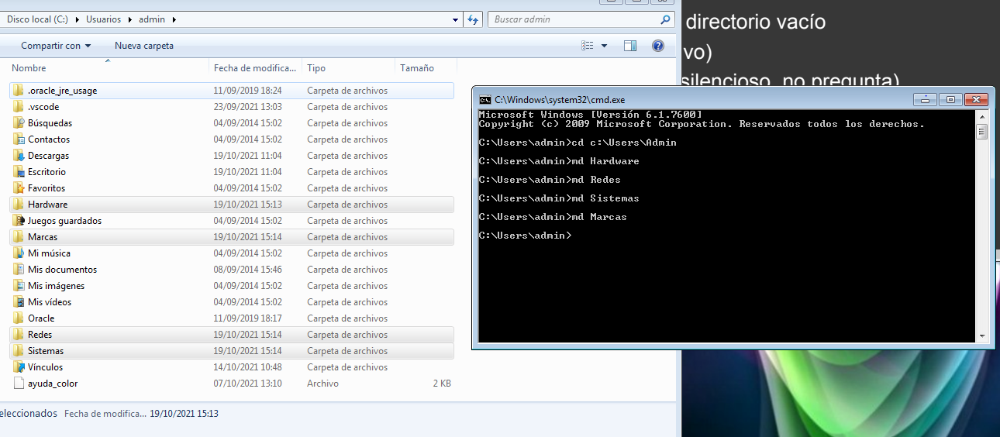 Disco local (C:) ▸ Usuarios ▸ admin ▸
Buscar admin
Compartir con
Nueva carpeta
Nombre Fecha de modifica... Tipo Tamaño
.oracle_jre_usage 11/09/2019 18:24 Carpeta de archivos
.vscode 23/09/2021 13:03 Carpeta de archivos
Búsquedas 04/09/2014 15:02 Carpeta de archivos
Contactos 04/09/2014 15:02 Carpeta de archivos
Descargas 19/10/2021 11:04 Carpeta de archivos
Escritorio 19/10/2021 11:04 Carpeta de archivos
Favoritos 04/09/2014 15:02 Carpeta de archivos
Hardware 19/10/2021 15:13 Carpeta de archivos
Juegos guardados 04/09/2014 15:02 Carpeta de archivos
Marcas 19/10/2021 15:14 Carpeta de archivos
Mi música 04/09/2014 15:02 Carpeta de archivos
Mis documentos 08/09/2014 15:46 Carpeta de archivos
Mis imágenes 04/09/2014 15:02 Carpeta de archivos
Mis vídeos 04/09/2014 15:02 Carpeta de archivos
Oracle 11/09/2019 18:17 Carpeta de archivos
Redes 19/10/2021 15:14 Carpeta de archivos
Sistemas 19/10/2021 15:14 Carpeta de archivos
Vínculos 14/10/2021 10:48 Carpeta de archivos
ayuda_color 07/10/2021 13:10 Archivo 2 KB
eleccionados Fecha de modifica... 19/10/2021 15:13
directorio vacío
vo)
silencioso, no pregunta)
C:\Windows\system32\cmd.exe
Microsoft Windows [Versión 6.1.7600]
Copyright (c) 2009 Microsoft Corporation. Reservados todos los derechos.
C:\Users\admin>cd c:\Users\Admin
C:\Users\admin>md Hardware
C:\Users\admin>md Redes
C:\Users\admin>md Sistemas
C:\Users\admin>md Marcas
C:\Users\admin>